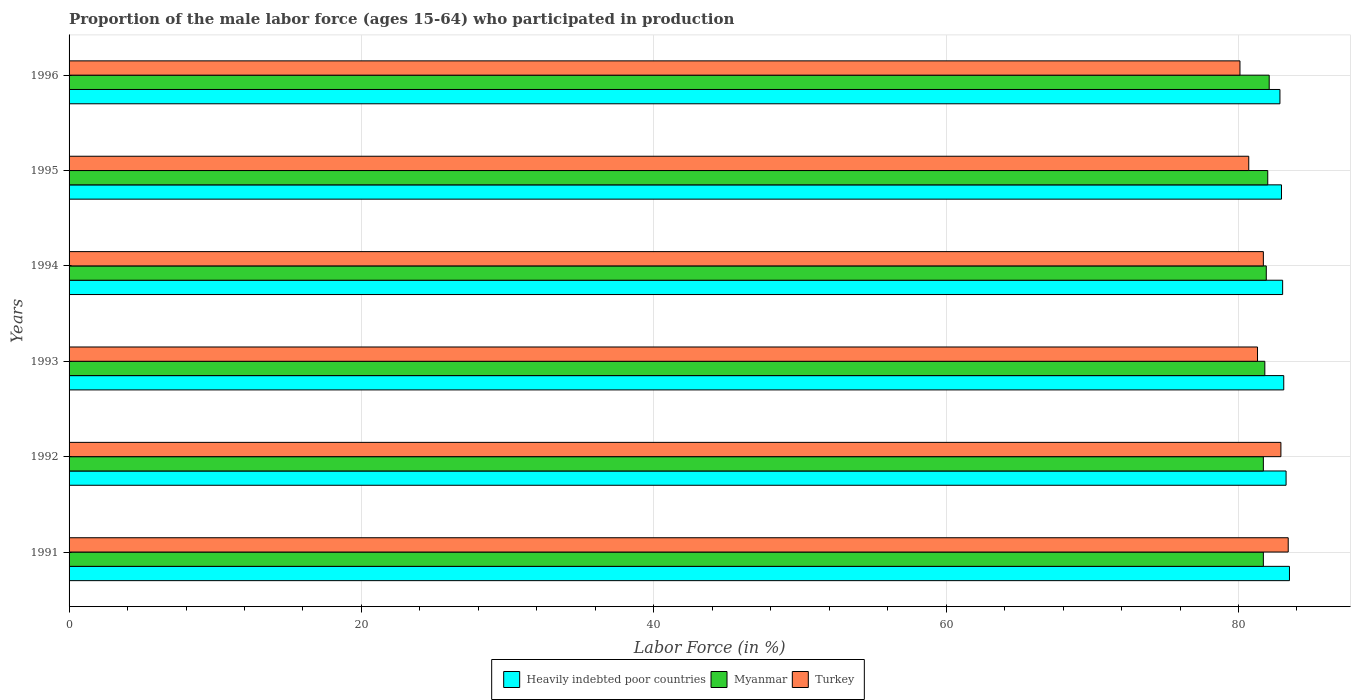 Proportion of the male labor force (ages 15-64) who participated in production
Years
1996
1995
1994
1993
1992
1991
0
20
40
60
80
Labor Force (in %)
Heavily indebted poor countries
Myanmar
Turkey